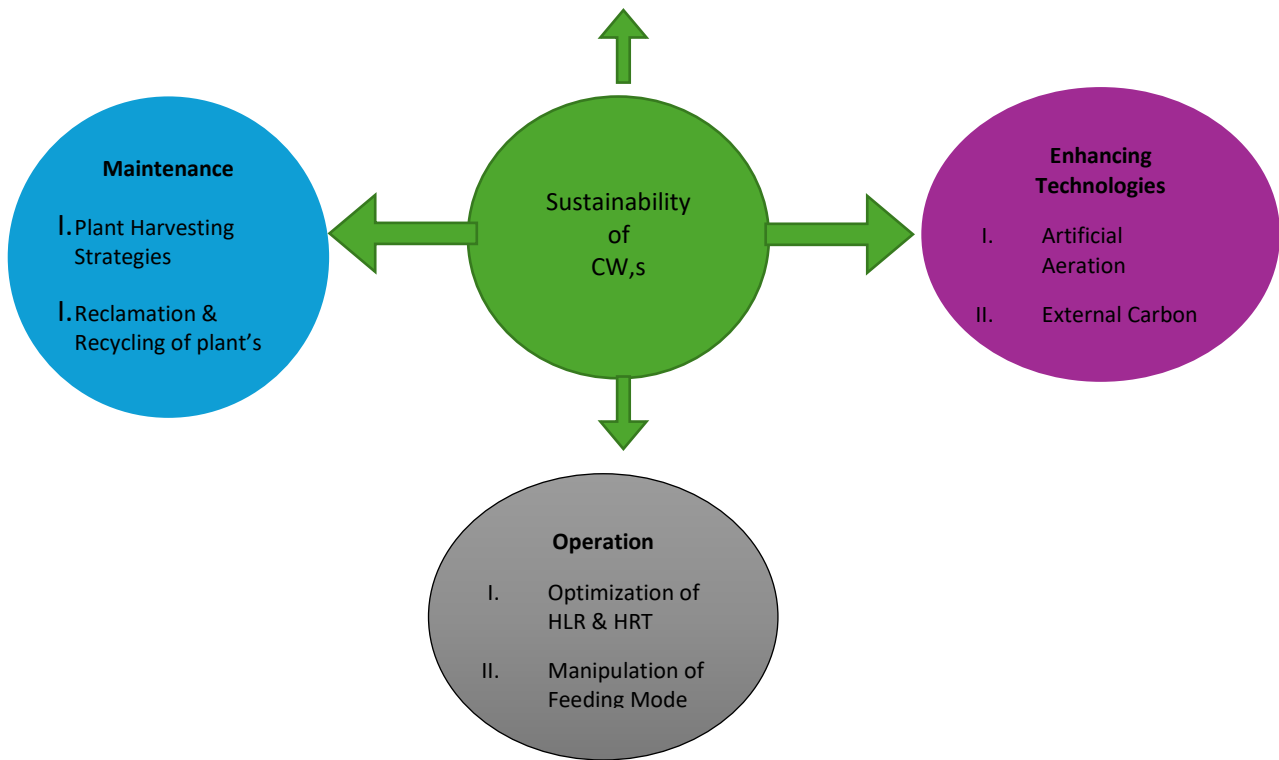 Sustainability
of
CW,s
Maintenance
I. Plant Harvesting
Strategies
I. Reclamation &
Recycling of plant’s
Enhancing
Technologies
I. Artificial
Aeration
II. External Carbon
Operation
I. Optimization of
HLR & HRT
II. Manipulation of
Feeding Mode